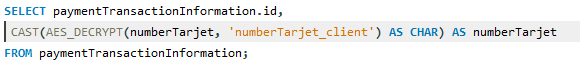 SELECT paymentTransactionInformation.id,
CAST(AES_DECRYPT(numberTarjet, 'numberTarjet_client') AS CHAR) AS numberTarjet
FROM paymentTransactionInformation;